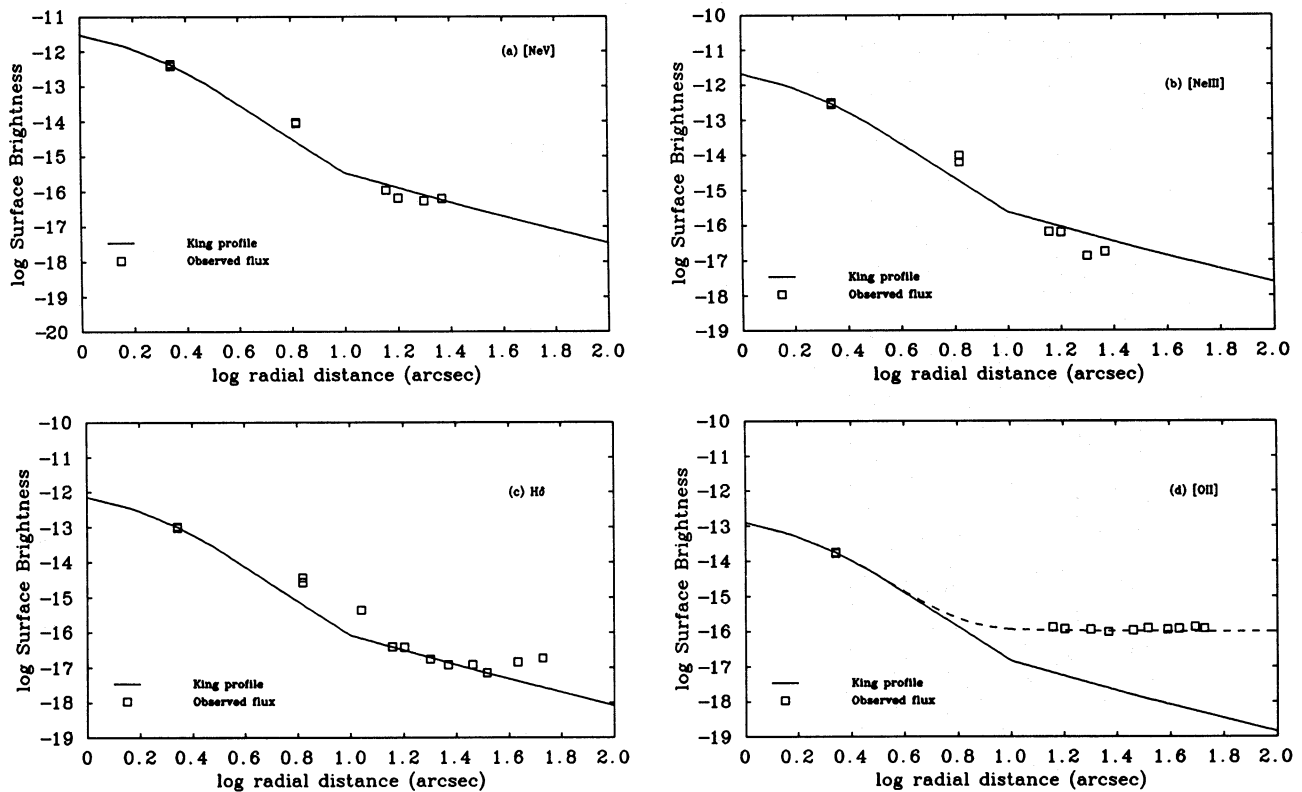 (a) [NeV]
log Surface Brightness
−11
−12
−13
−14
−15
−16
−17
−18
−19
−20
King profile
Observed flux
0 0.2 0.4 0.6 0.8 1.0 1.2 1.4 1.6 1.8 2.0
log radial distance (arcsec)
(b) [NeIII]
log Surface Brightness
−10
−11
−12
−13
−14
−15
−16
−17
−18
−19
King profile
Observed flux
0 0.2 0.4 0.6 0.8 1.0 1.2 1.4 1.6 1.8 2.0
log radial distance (arcsec)
(c) Hδ
log Surface Brightness
−10
−11
−12
−13
−14
−15
−16
−17
−18
−19
King profile
Observed flux
0 0.2 0.4 0.6 0.8 1.0 1.2 1.4 1.6 1.8 2.0
log radial distance (arcsec)
(d) [OII]
log Surface Brightness
−10
−11
−12
−13
−14
−15
−16
−17
−18
−19
King profile
Observed flux
0 0.2 0.4 0.6 0.8 1.0 1.2 1.4 1.6 1.8 2.0
log radial distance (arcsec)